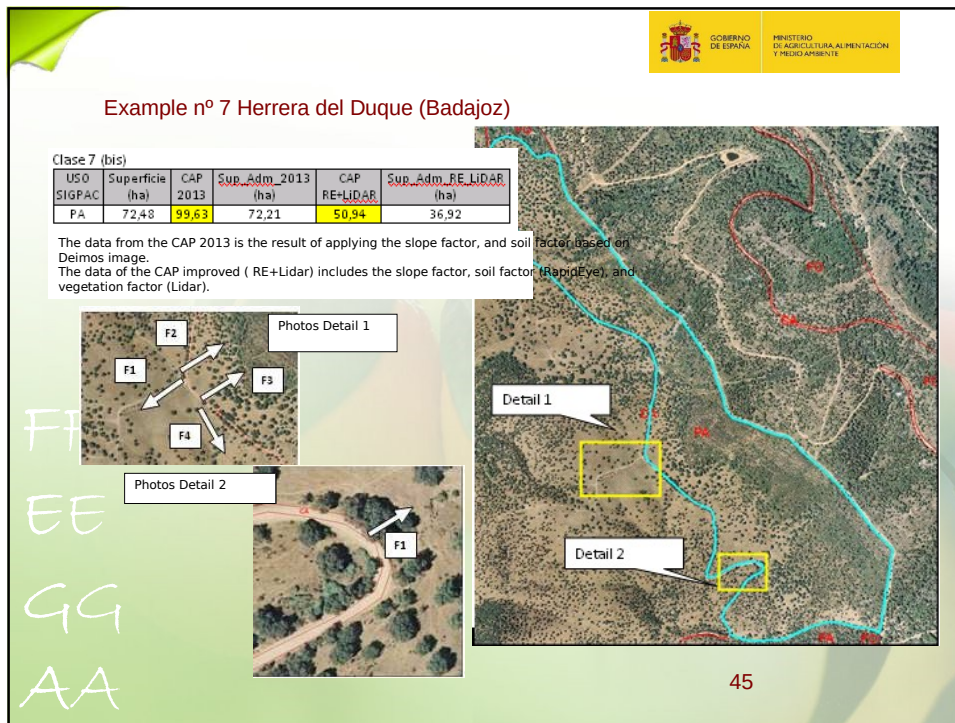 GOBIERNO
DE ESPAÑA
MINISTERIO
DE AGRICULTURA, ALIMENTACIÓN
Y MEDIO AMBIENTE
Example nº 7 Herrera del Duque (Badajoz)
Clase 7 (bis)
USO SIGPAC Superficie (ha) CAP 2013 Sup_Adm_2013 (ha) CAP RE+LiDAR Sup_Adm_RE_LiDAR (ha)
PA 72,48 99,63 72,21 50,94 36,92
The data from the CAP 2013 is the result of applying the slope factor, and soil factor based on
Deimos image.
The data of the CAP improved ( RE+Lidar) includes the slope factor, soil factor (RapidEye), and
vegetation factor (Lidar).
Photos Detail 1
F2
F1
F3
F4
Photos Detail 2
CA
F1
Detail 1
Detail 2
CA
PA
PA
FF
EE
GG
AA
45